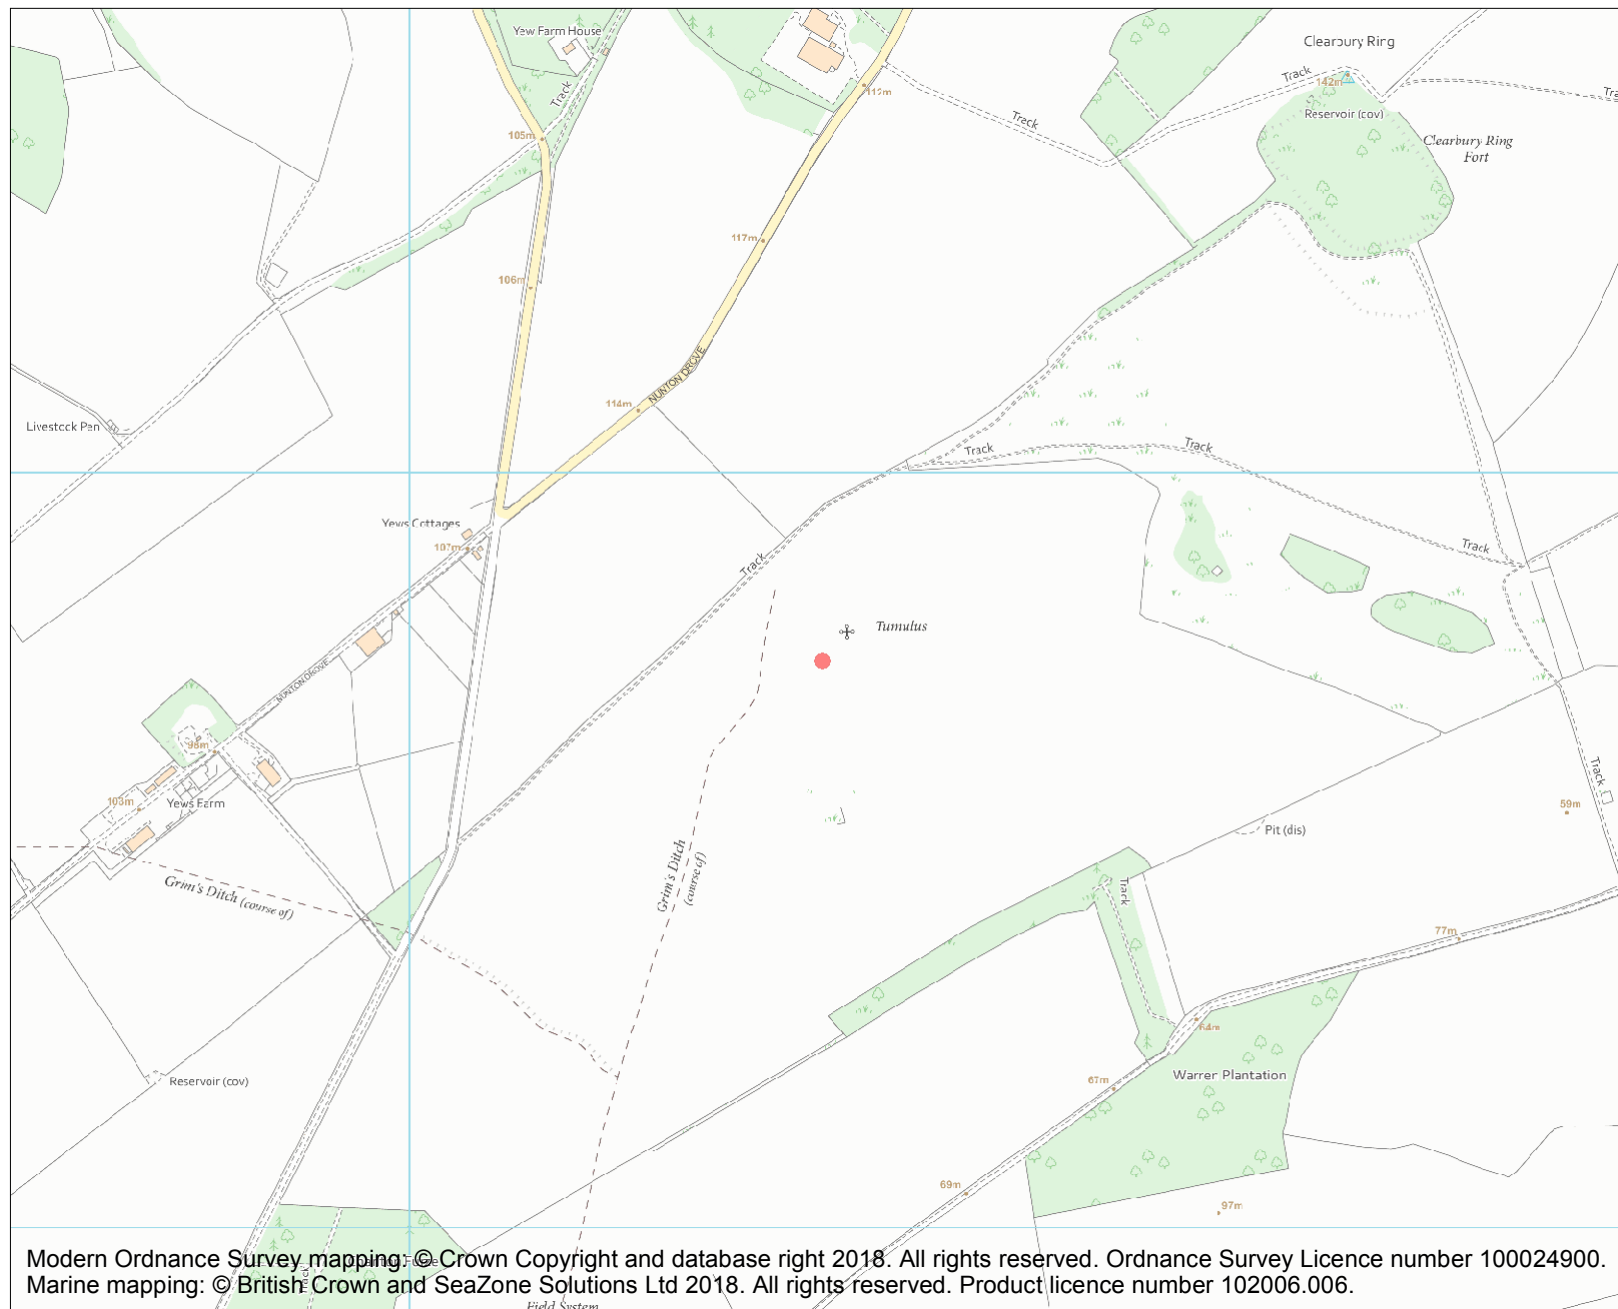 Yew Farm House
Clearbury Ring
Track
142m
Track
112m
Reservoir (cov)
Track
105m
Clearbury Ring
Fort
117m
106m
NUNTON DROVE
114m
Livestock Pen
Track
Track
Yews Cottages
107m
Track
Track
Tumulus
NUNTON DROVE
98m
103m
Yews Farm
Track
59m
Pit (dis)
Grim's Ditch
(course of)
Grim's Ditch (course of)
Track
77m
64m
Reservoir (cov)
67m
Warren Plantation
69m
97m
Modern Ordnance Survey mapping: © Crown Copyright and database right 2018. All rights reserved. Ordnance Survey Licence number 100024900.
Marine mapping: © British Crown and SeaZone Solutions Ltd 2018. All rights reserved. Product licence number 102006.006.
Track
Field System